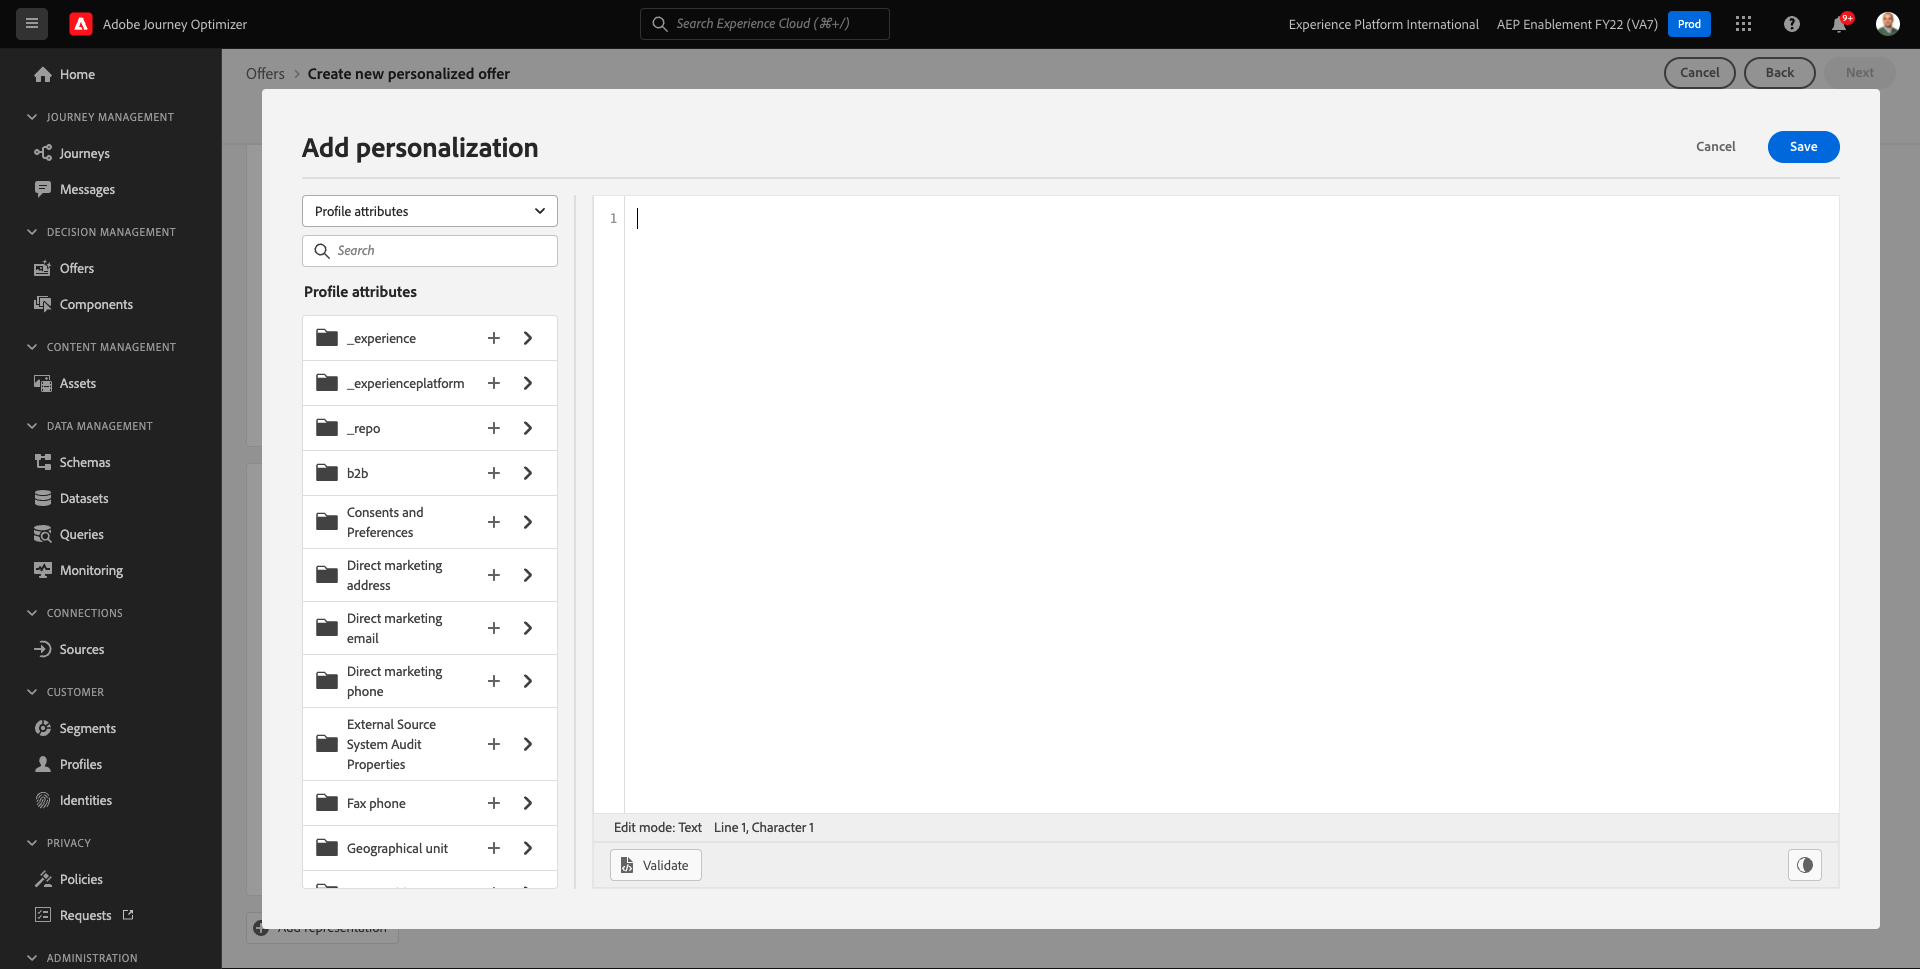 Adobe Journey Optimizer
Search Experience Cloud (⌘+/)
Experience Platform International
AEP Enablement FY22 (VA7)
Prod
9+
Home
JOURNEY MANAGEMENT
Journeys
Messages
DECISION MANAGEMENT
Offers
Components
CONTENT MANAGEMENT
Assets
DATA MANAGEMENT
Schemas
Datasets
Queries
Monitoring
CONNECTIONS
Sources
CUSTOMER
Segments
Profiles
Identities
PRIVACY
Policies
Requests
ADMINISTRATION
Offers > Create new personalized offer
Cancel
Back
Next
Add personalization
Cancel
Save
Profile attributes
Search
Profile attributes
_experience
_experienceplatform
_repo
b2b
Consents and
Preferences
Direct marketing
address
Direct marketing
email
Direct marketing
phone
External Source
System Audit
Properties
Fax phone
Geographical unit
1
Edit mode: Text Line 1, Character 1
Validate
Add representation